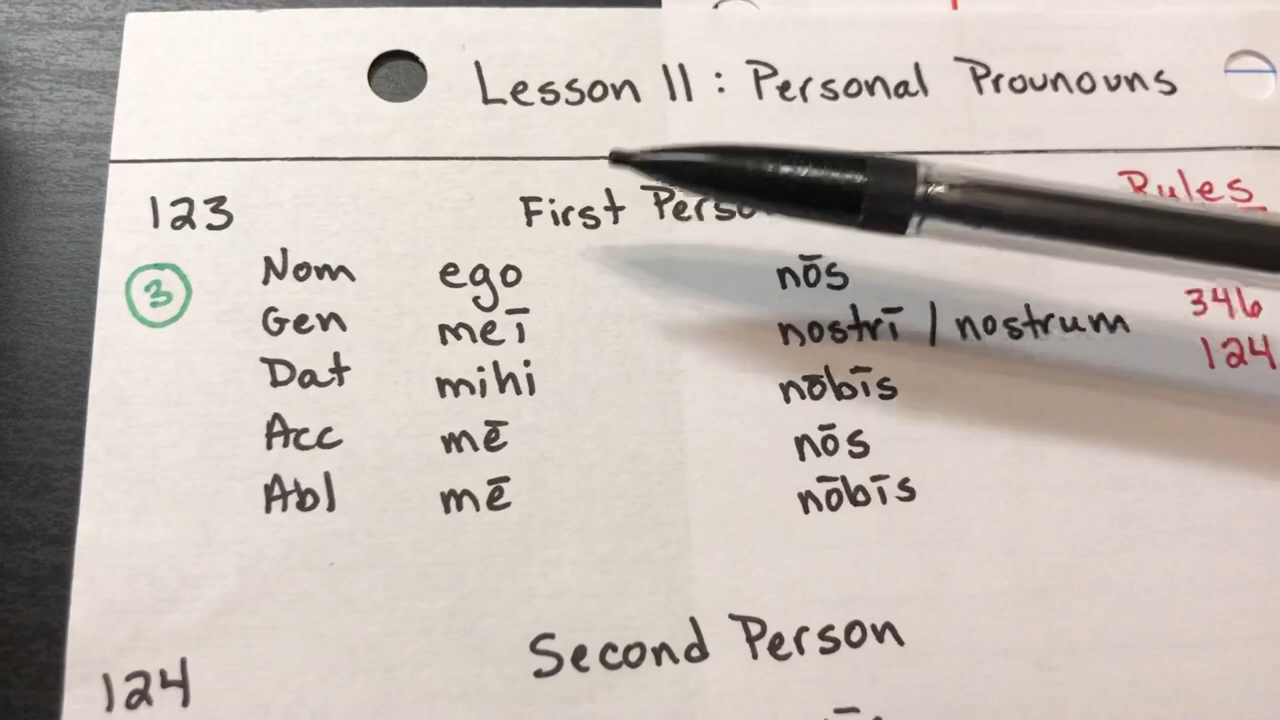 Lesson 11 : Personal Prounouns
123 First Rules
Nom ego nōs
3 Gen meī nostrī / nostrum 346
Dat mihi nōbīs 124
Acc mē nōs
Abl mē nōbīs
Second Person
124